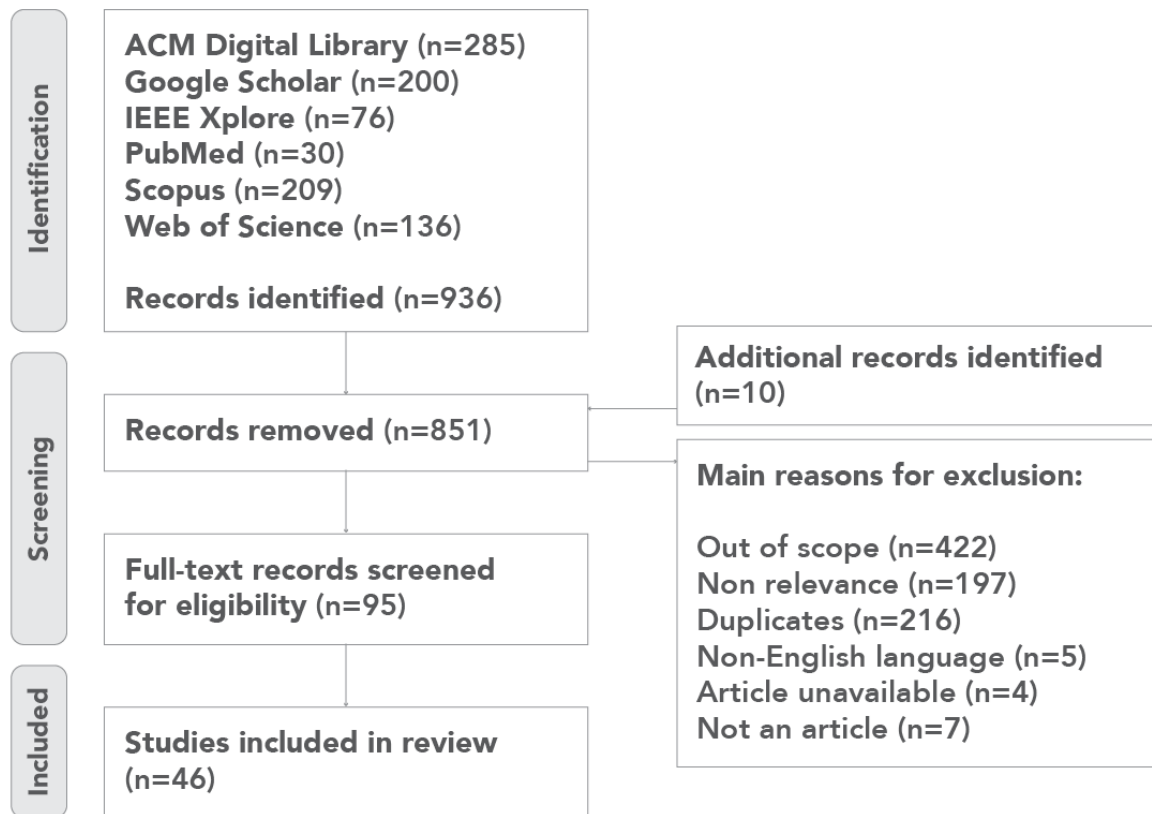 Identification
ACM Digital Library (n=285)
Google Scholar (n=200)
IEEE Xplore (n=76)
PubMed (n=30)
Scopus (n=209)
Web of Science (n=136)
Records identified (n=936)
Screening
Additional records identified
(n=10)
Records removed (n=851)
Main reasons for exclusion:
Out of scope (n=422)
Non relevance (n=197)
Duplicates (n=216)
Non-English language (n=5)
Article unavailable (n=4)
Not an article (n=7)
Full-text records screened
for eligibility (n=95)
Included
Studies included in review
(n=46)